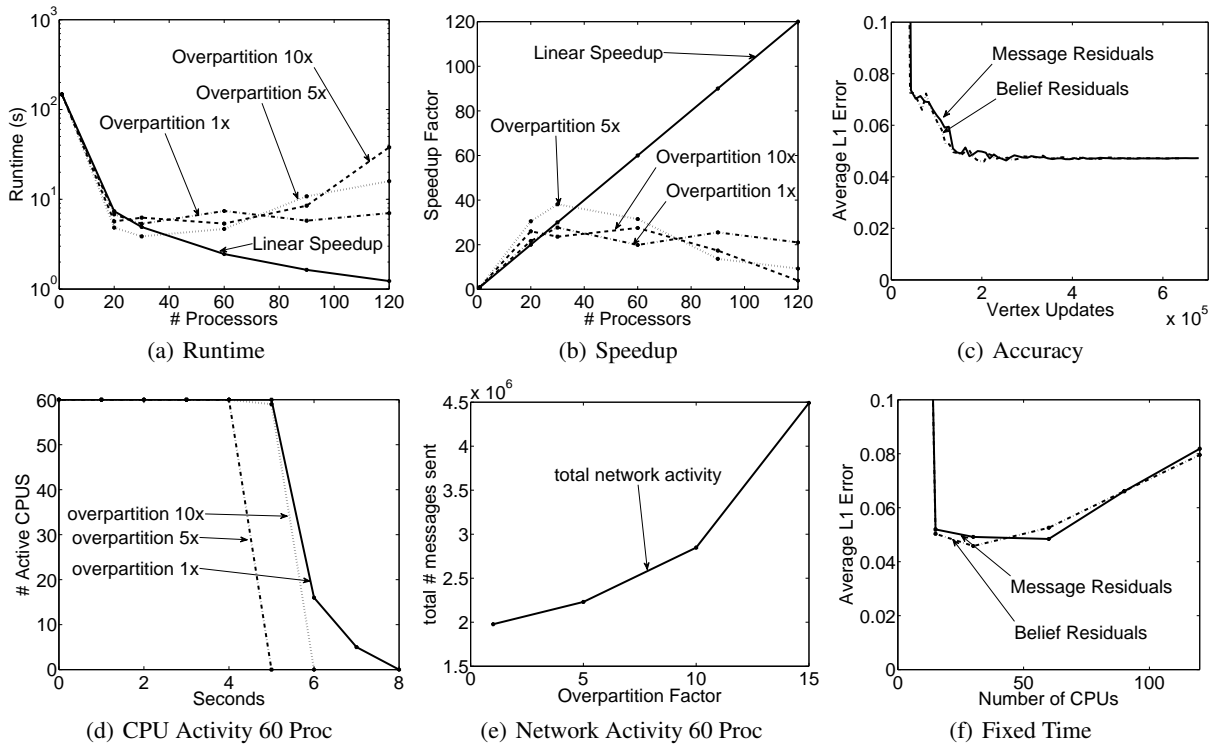 10^3
10^2
10^1
10^0
Runtime (s)
Overpartition 10x
Overpartition 5x
Overpartition 1x
Linear Speedup
0 20 40 60 80 100 120
# Processors
(a) Runtime
120
100
80
60
40
20
0
Speedup Factor
Linear Speedup
Overpartition 5x
Overpartition 10x
Overpartition 1x
0 20 40 60 80 100 120
# Processors
(b) Speedup
0.1
0.08
0.06
0.04
0.02
0
Average L1 Error
Message Residuals
Belief Residuals
0 2 4 6
Vertex Updates
x 10^5
(c) Accuracy
60
50
40
30
20
10
0
# Active CPUS
overpartition 10x
overpartition 5x
overpartition 1x
0 2 4 6 8
Seconds
(d) CPU Activity 60 Proc
x 10^6
4.5
4
3.5
3
2.5
2
1.5
total # messages sent
total network activity
0 5 10 15
Overpartition Factor
(e) Network Activity 60 Proc
0.1
0.08
0.06
0.04
0.02
0
Average L1 Error
Message Residuals
Belief Residuals
0 50 100
Number of CPUs
(f) Fixed Time